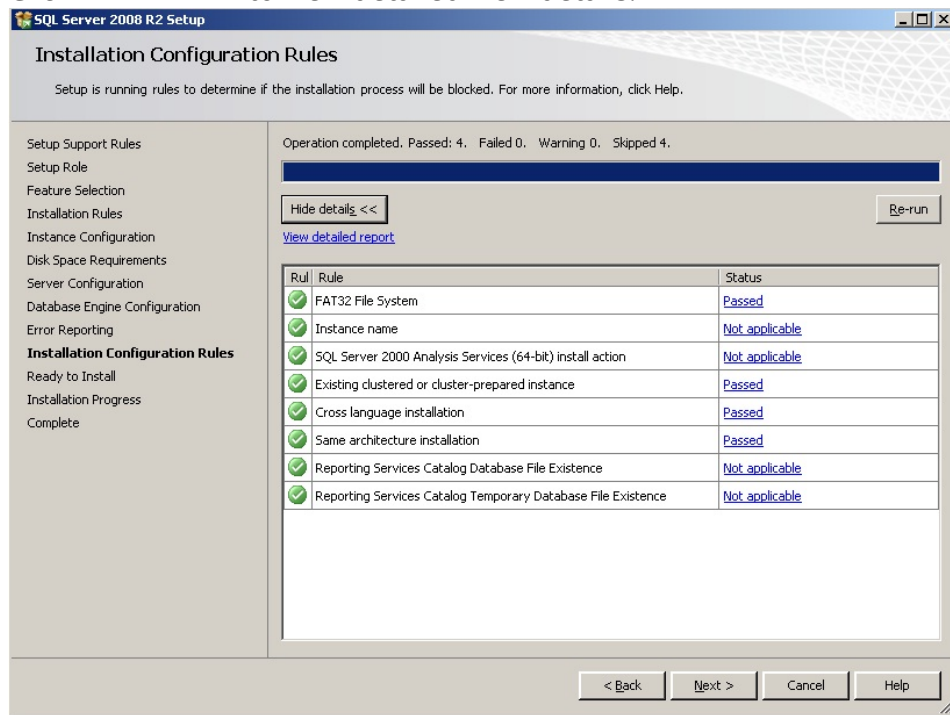 SQL Server 2008 R2 Setup
Installation Configuration Rules
Setup is running rules to determine if the installation process will be blocked. For more information, click Help.
Setup Support Rules
Setup Role
Feature Selection
Installation Rules
Instance Configuration
Disk Space Requirements
Server Configuration
Database Engine Configuration
Error Reporting
Installation Configuration Rules
Ready to Install
Installation Progress
Complete
Operation completed. Passed: 4. Failed 0. Warning 0. Skipped 4.
Hide details <<
Re-run
View detailed report
Rul Rule Status
FAT32 File System Passed
Instance name Not applicable
SQL Server 2000 Analysis Services (64-bit) install action Not applicable
Existing clustered or cluster-prepared instance Passed
Cross language installation Passed
Same architecture installation Passed
Reporting Services Catalog Database File Existence Not applicable
Reporting Services Catalog Temporary Database File Existence Not applicable
< Back Next > Cancel Help